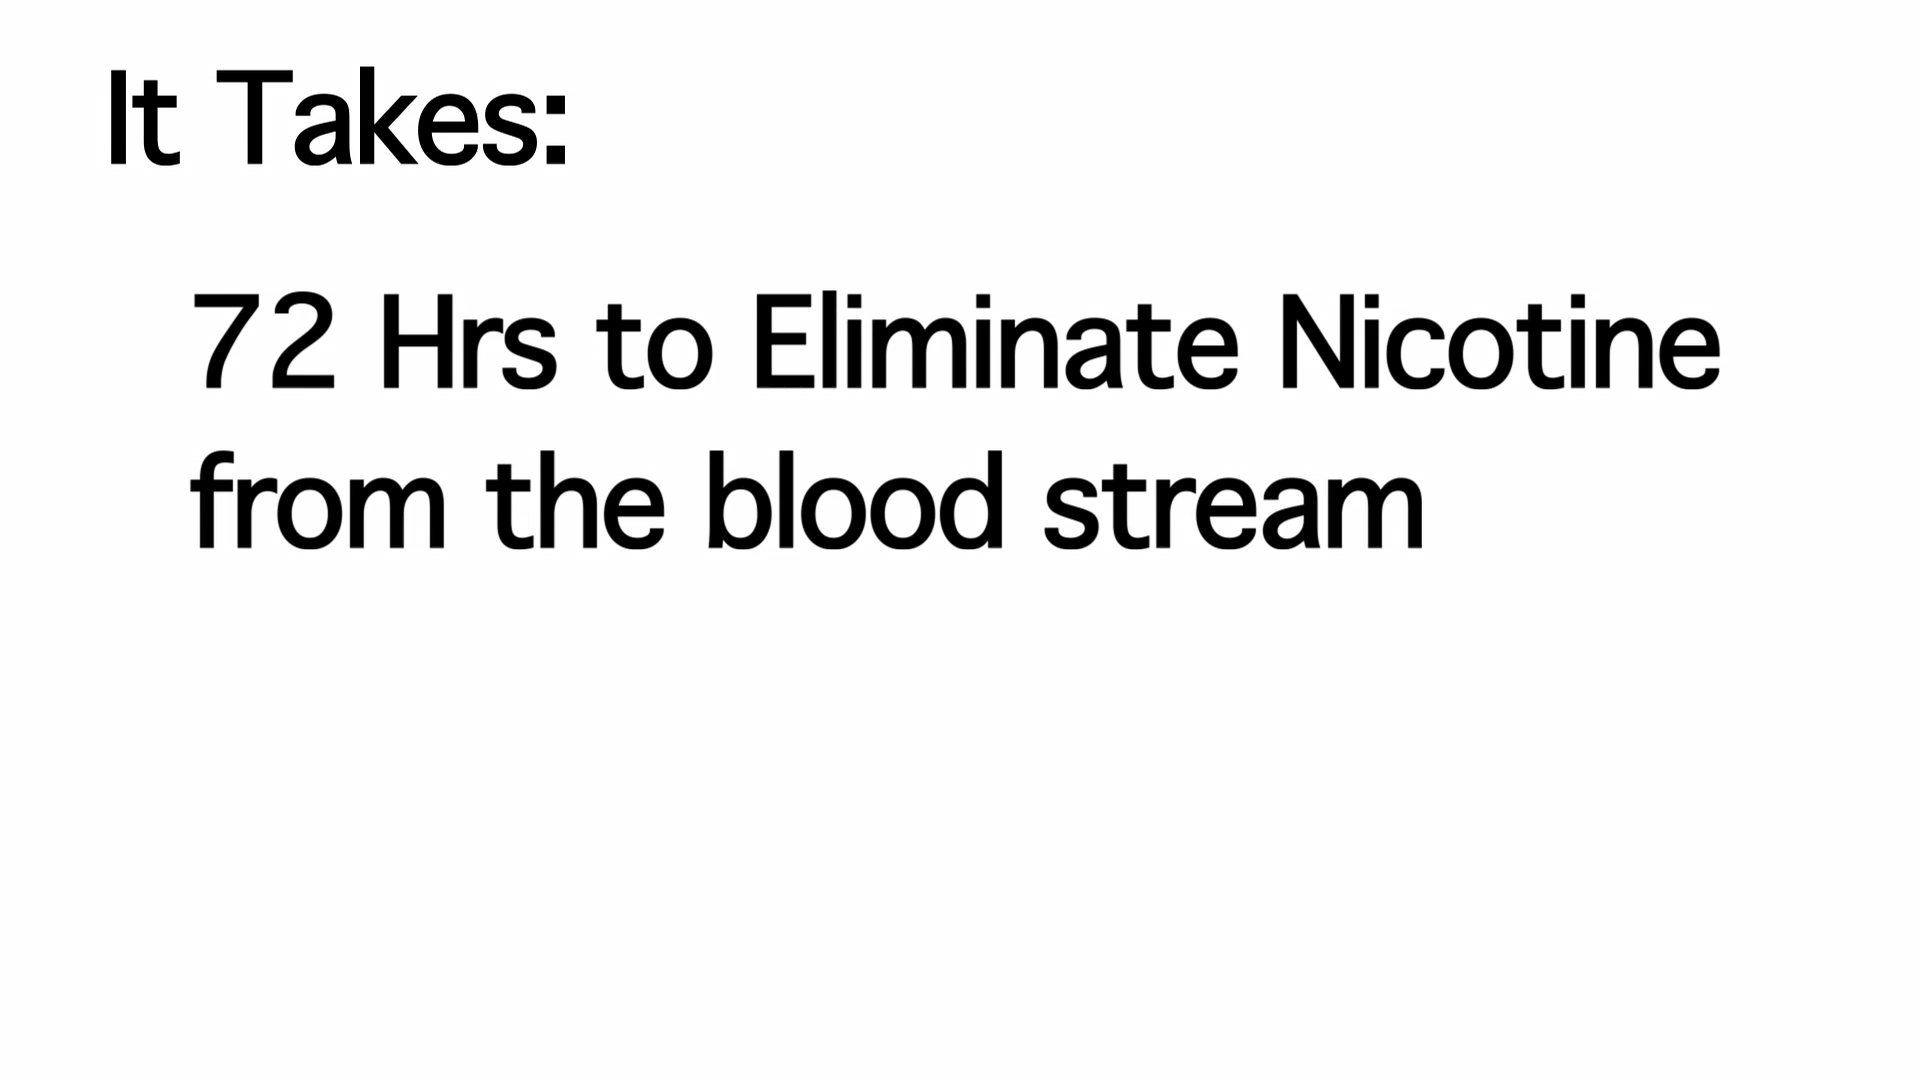 It Takes:
72 Hrs to Eliminate Nicotine
from the blood stream